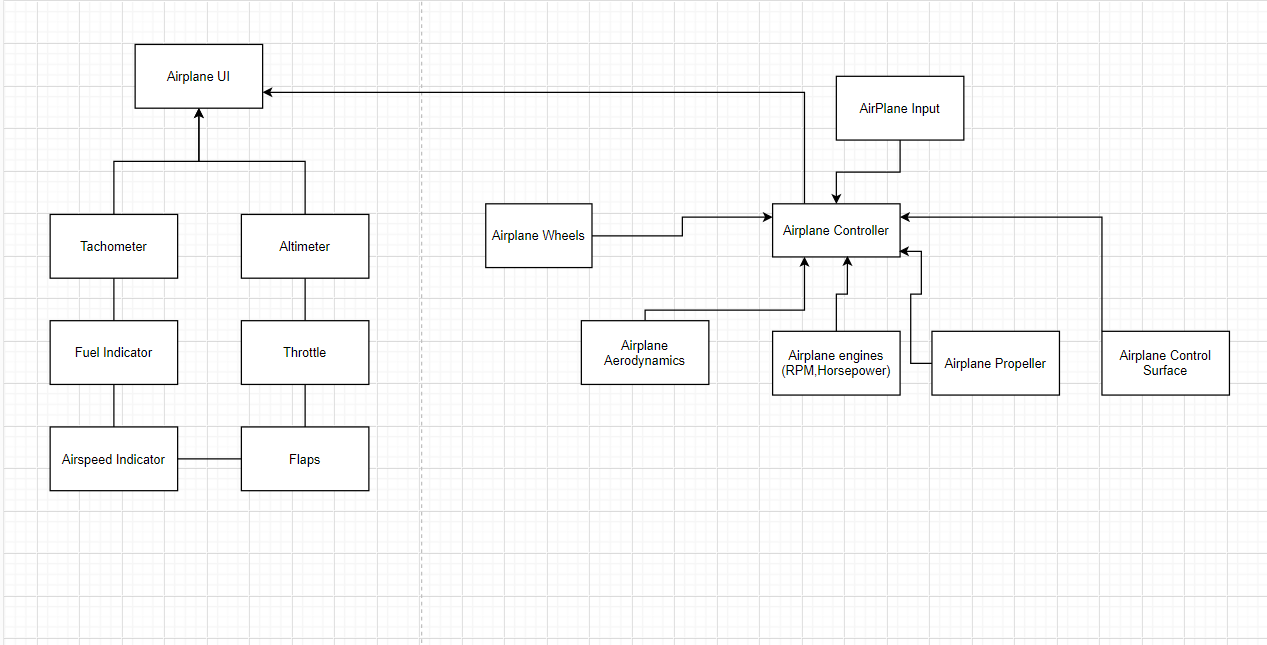 Airplane UI
AirPlane Input
Airplane Wheels
Airplane Controller
Tachometer
Altimeter
Fuel Indicator
Throttle
Airplane
Aerodynamics
Airplane engines
(RPM,Horsepower)
Airplane Propeller
Airplane Control
Surface
Airspeed Indicator
Flaps